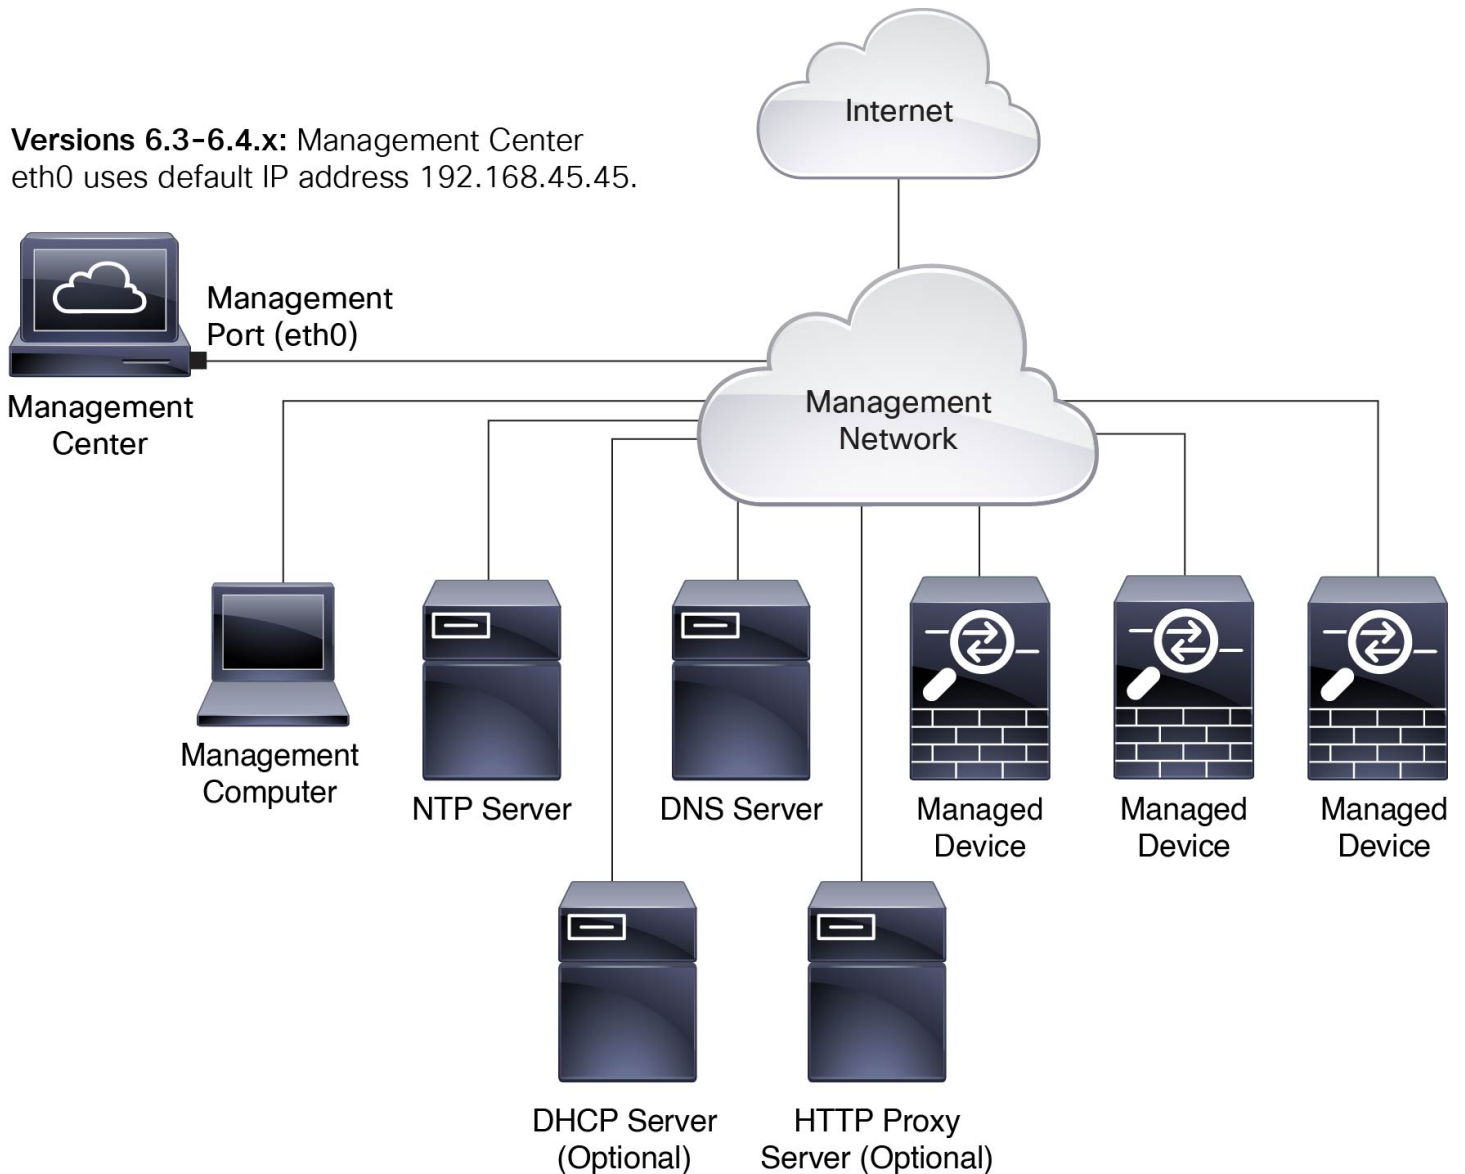 Internet
Versions 6.3-6.4.x: Management Center
eth0 uses default IP address 192.168.45.45.
Management
Port (eth0)
Management
Center
Management
Network
Management
Computer
NTP Server
DNS Server
Managed
Device
Managed
Device
Managed
Device
DHCP Server
(Optional)
HTTP Proxy
Server (Optional)